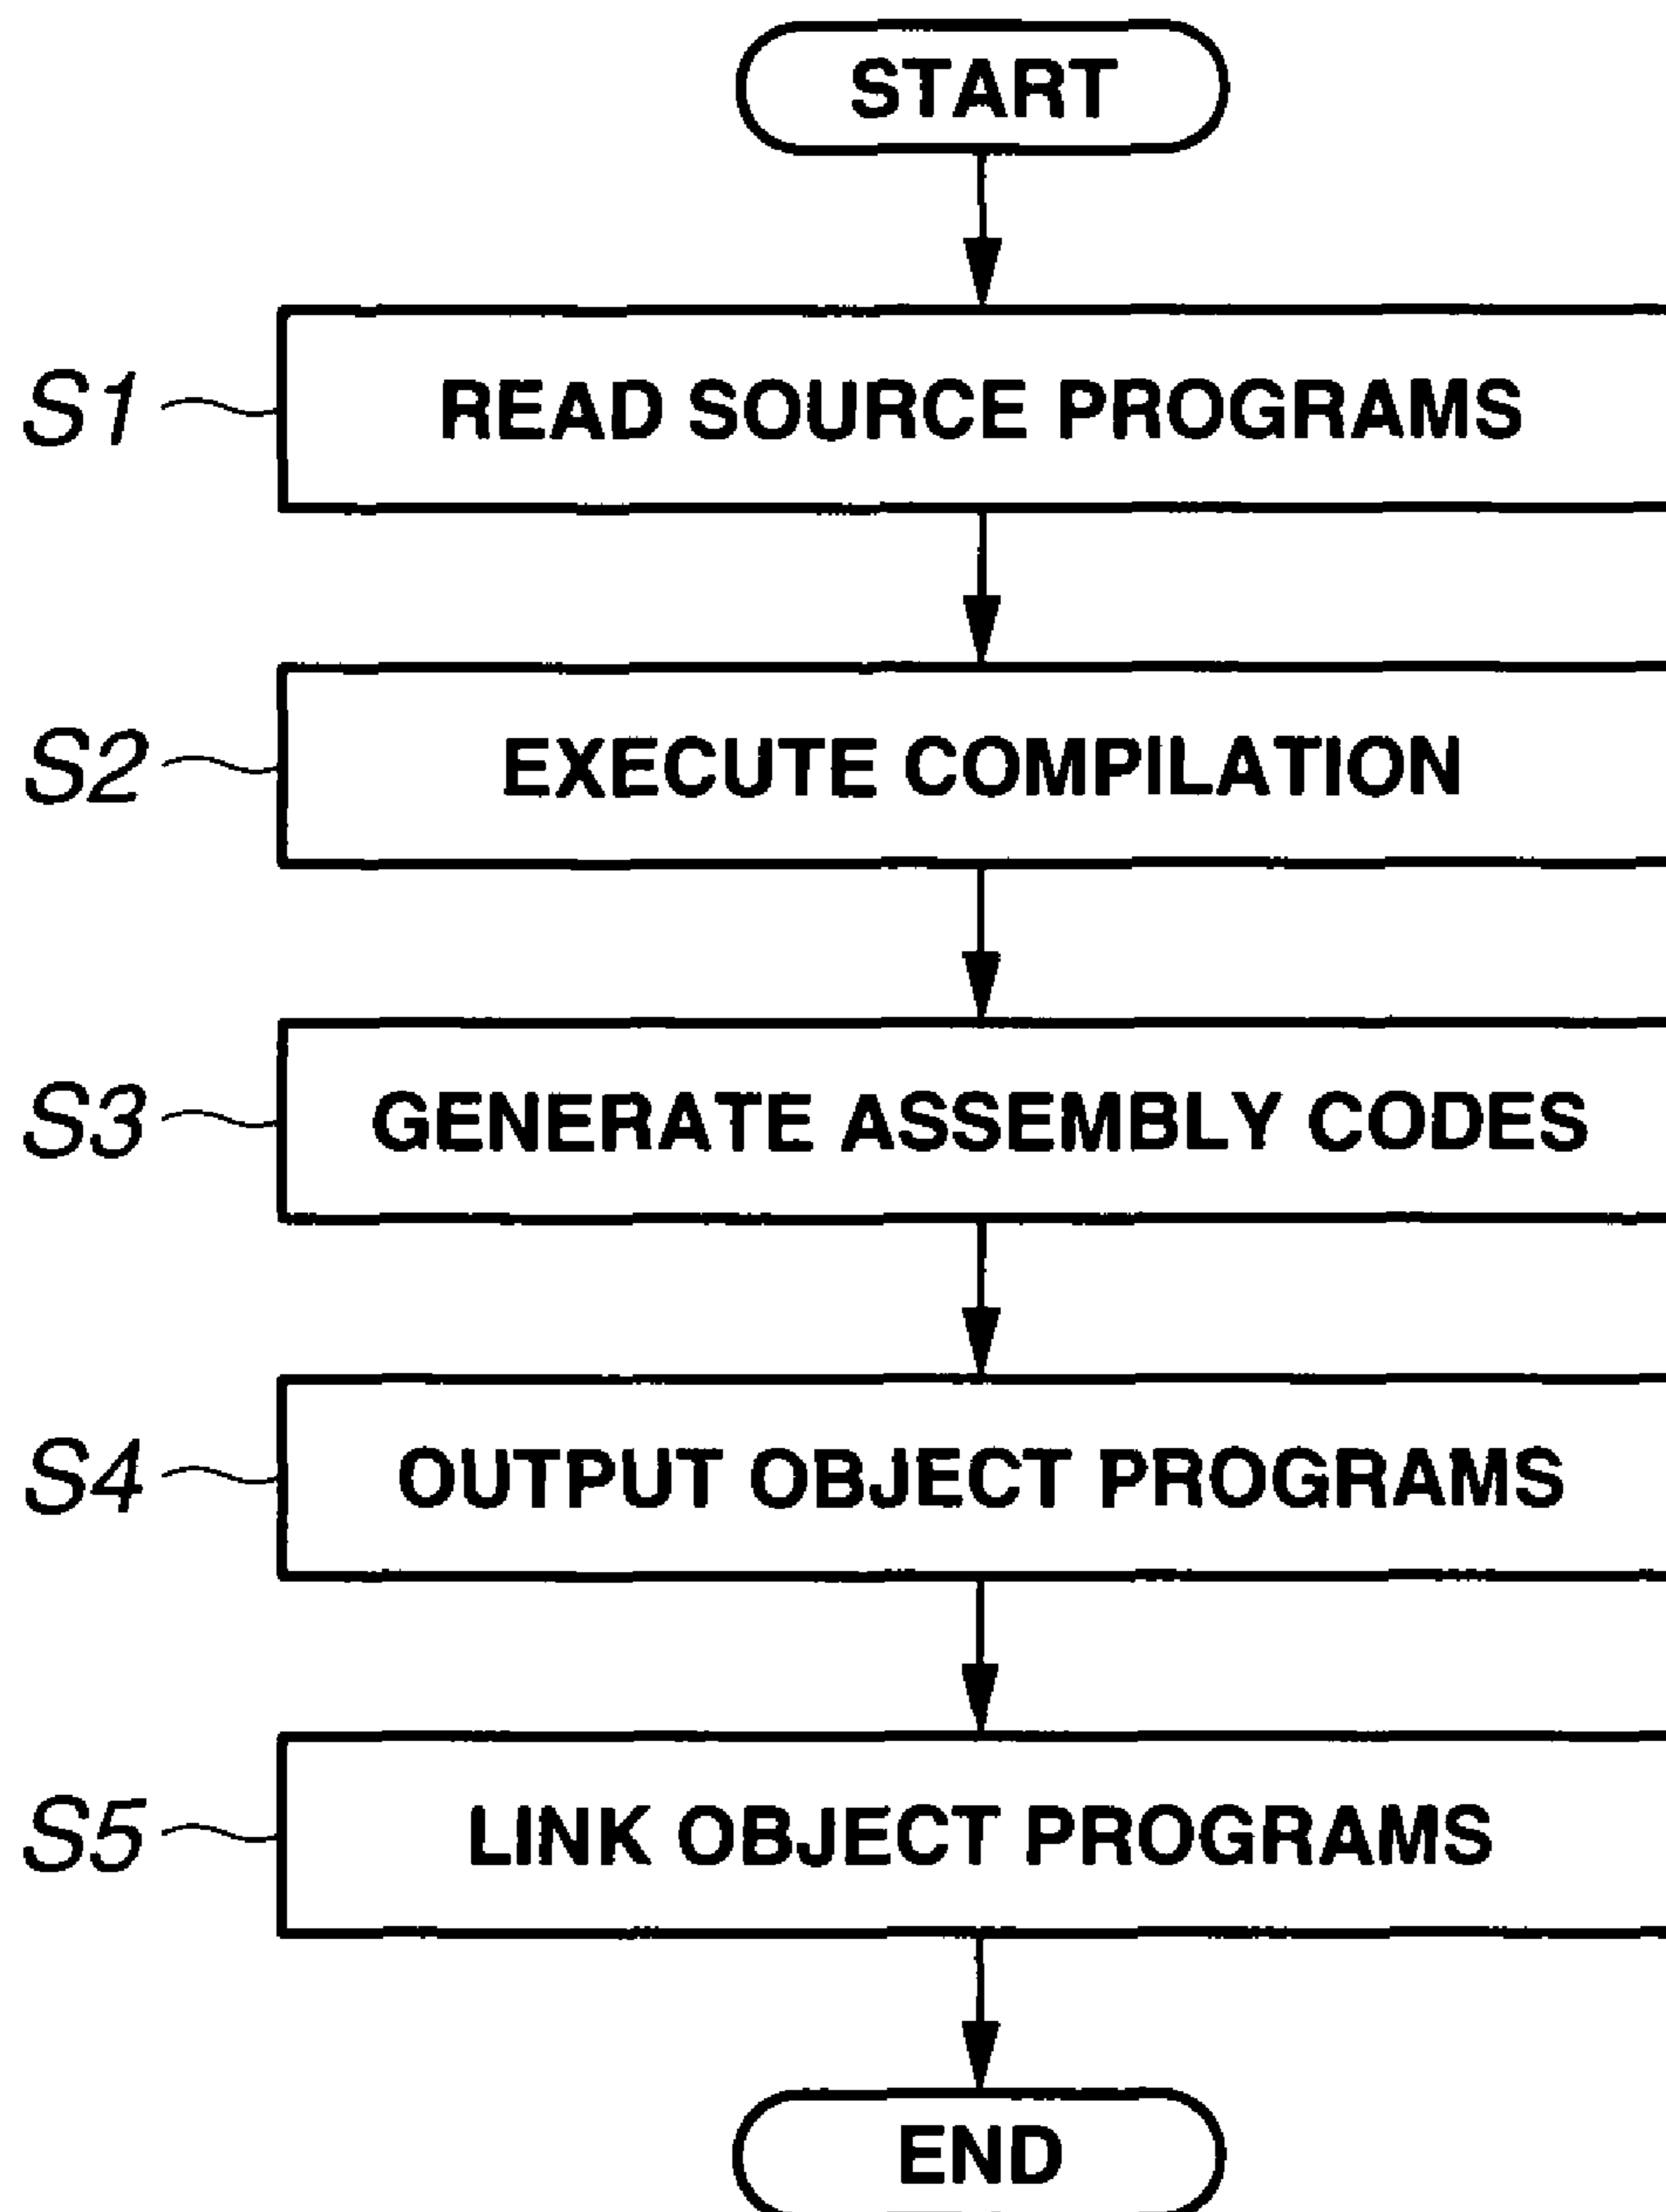 START
S1 READ SOURCE PROGRAMS
S2 EXECUTE COMPILATION
S3 GENERATE ASSEMBLY CODES
S4 OUTPUT OBJECT PROGRAMS
S5 LINK OBJECT PROGRAMS
END